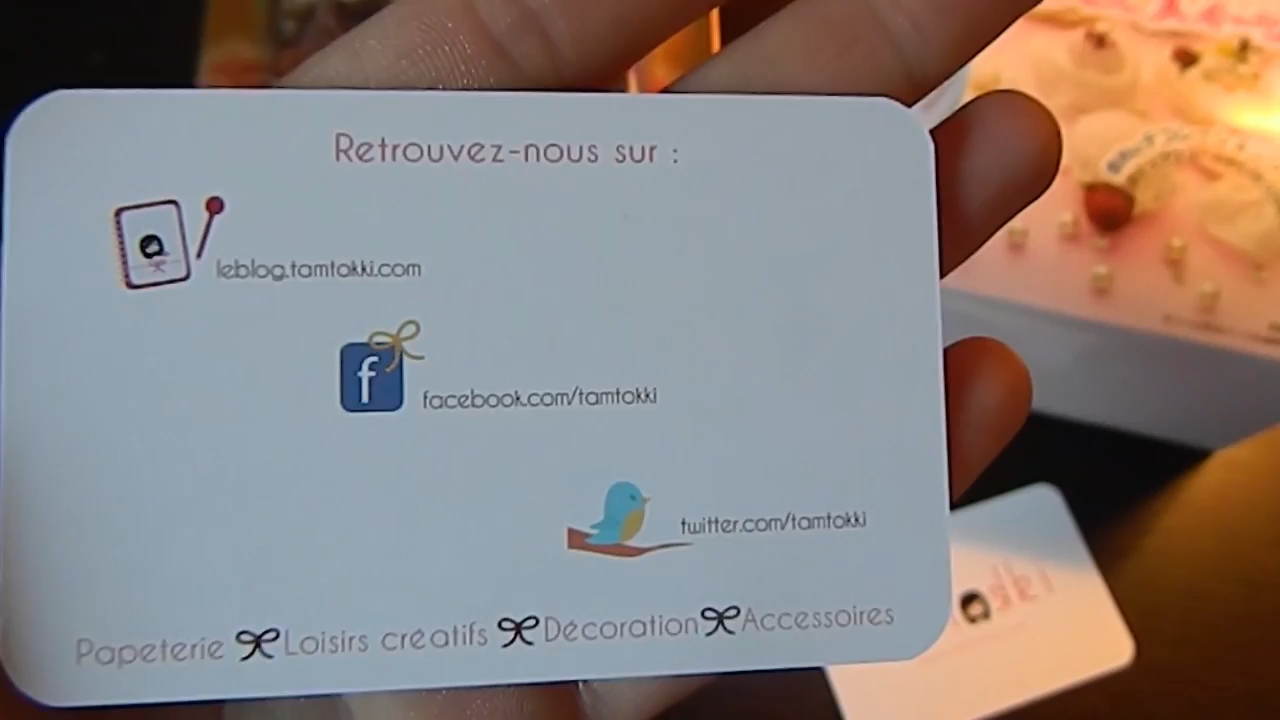 Retrouvez-nous sur :
leblog.tamtokki.com
f
facebook.com/tamtokki
twitter.com/tamtokki
Papeterie Loisirs créatifs Décoration Accessoires